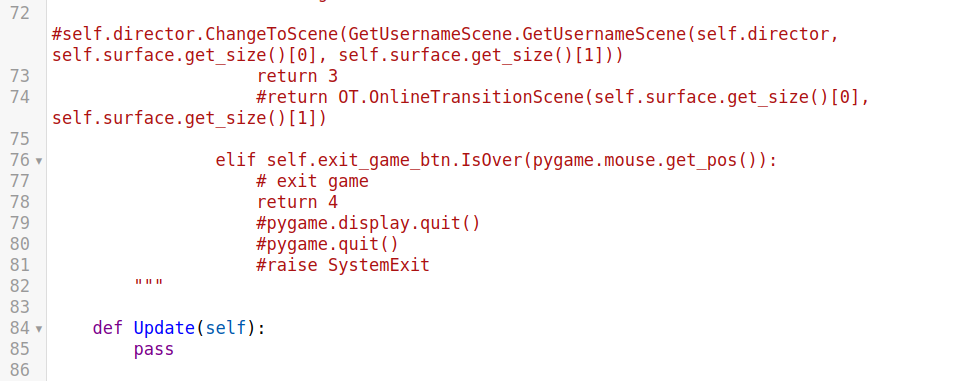 72
#self.director.ChangeToScene(GetUsernameScene.GetUsernameScene(self.director,
self.surface.get_size()[0], self.surface.get_size()[1]))
73                     return 3
74                     #return OT.OnlineTransitionScene(self.surface.get_size()[0],
self.surface.get_size()[1])
75
76                 elif self.exit_game_btn.IsOver(pygame.mouse.get_pos()):
77                     # exit game
78                     return 4
79                     #pygame.display.quit()
80                     #pygame.quit()
81                     #raise SystemExit
82         """
83
84     def Update(self):
85         pass
86